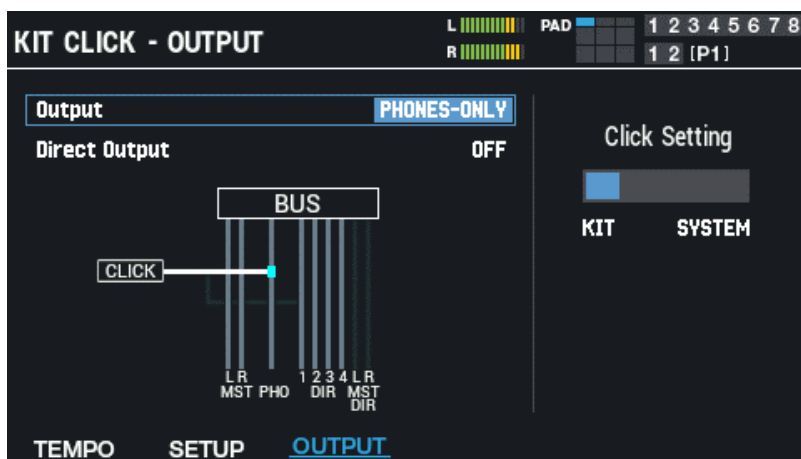 KIT CLICK - OUTPUT
L
R
PAD
1 2 3 4 5 6 7 8
1 2 [P1]
Output PHONES-ONLY
Direct Output OFF
Click Setting
KIT SYSTEM
BUS
CLICK
L R 1 2 3 4 L R
MST PHO DIR MST
DIR
TEMPO SETUP OUTPUT